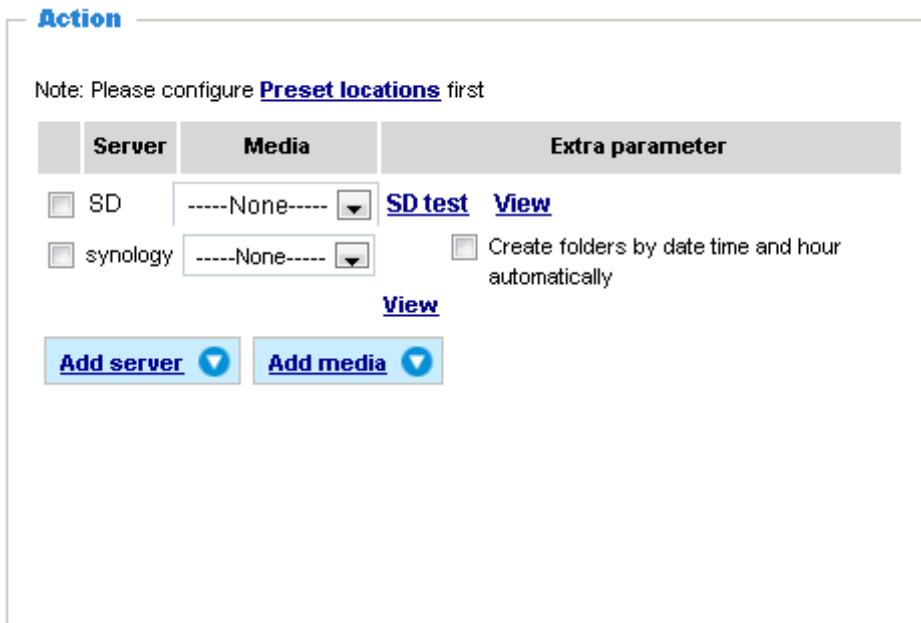 Action
Note: Please configure Preset locations first
Server Media Extra parameter
SD -----None----- SD test View
synology -----None----- Create folders by date time and hour
automatically
View
Add server Add media